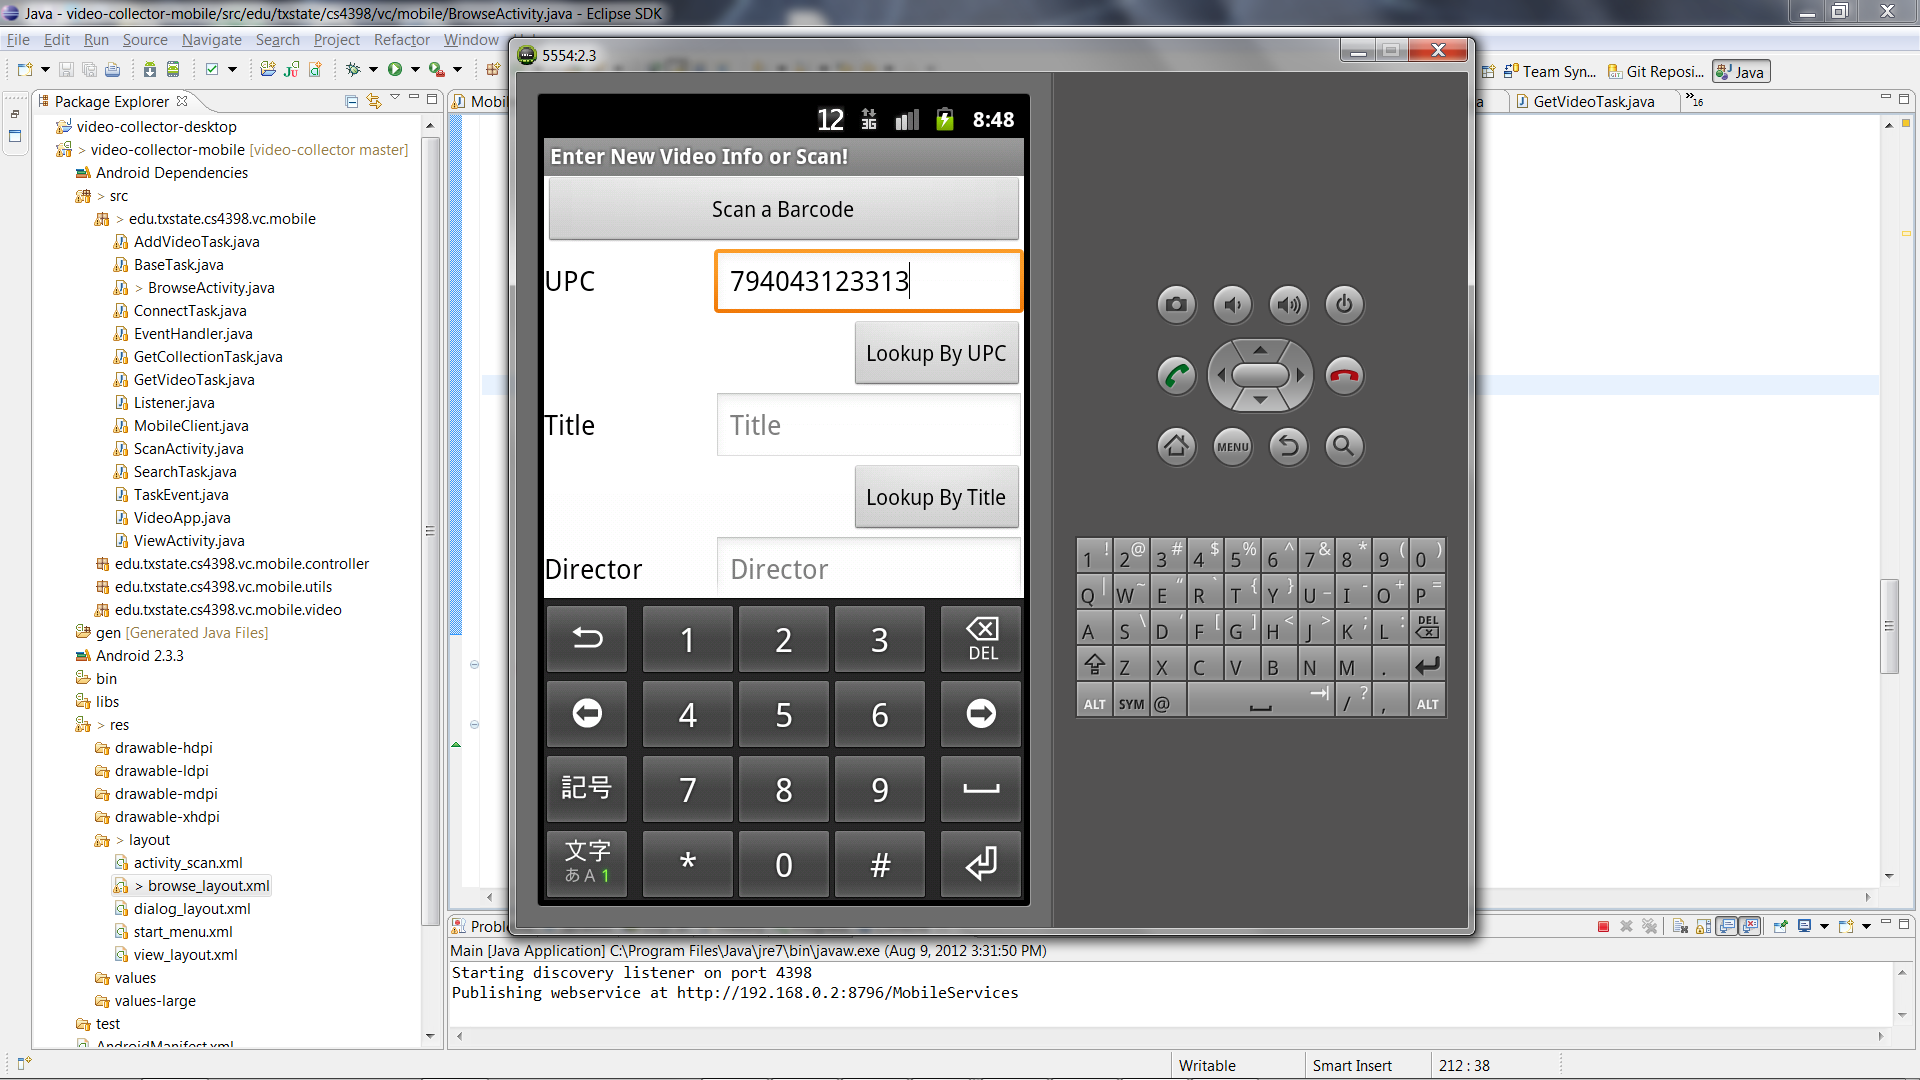 Java - video-collector-mobile/src/edu/txstate/cs4398/vc/mobile/BrowseActivity.java - Eclipse SDK
File Edit Run Source Navigate Search Project Refactor Window
5554:2.3
Team Syn... Git Reposi... Java
Package Explorer
Mobil
GetVideoTask.java
16
video-collector-desktop
> video-collector-mobile [video-collector master]
Android Dependencies
> src
> edu.txstate.cs4398.vc.mobile
AddVideoTask.java
BaseTask.java
> BrowseActivity.java
ConnectTask.java
EventHandler.java
GetCollectionTask.java
GetVideoTask.java
Listener.java
MobileClient.java
ScanActivity.java
SearchTask.java
TaskEvent.java
VideoApp.java
ViewActivity.java
edu.txstate.cs4398.vc.mobile.controller
edu.txstate.cs4398.vc.mobile.utils
edu.txstate.cs4398.vc.mobile.video
gen [Generated Java Files]
Android 2.3.3
bin
libs
> res
drawable-hdpi
drawable-ldpi
drawable-mdpi
drawable-xhdpi
> layout
activity_scan.xml
> browse_layout.xml
dialog_layout.xml
start_menu.xml
view_layout.xml
values
values-large
test
AndroidManifest.xml
12 3G 8:48
Enter New Video Info or Scan!
Scan a Barcode
UPC 794043123313
Lookup By UPC
Title Title
Lookup By Title
Director Director
1 2 3 DEL
4 5 6
記号 7 8 9
文字 * 0 #
あ A 1
MENU
1 ! 2 @ 3 # 4 $ 5 % 6 ^ 7 & 8 * 9 ( 0 )
Q | W ~ E “ R ` T { Y } U _ I - O + P =
A S \ D ‘ F [ G ] H < J > K ; L : DEL
Z X C V B N M .
ALT SYM @ / ? , ALT
Probl
Main [Java Application] C:\Program Files\Java\jre7\bin\javaw.exe (Aug 9, 2012 3:31:50 PM)
Starting discovery listener on port 4398
Publishing webservice at http://192.168.0.2:8796/MobileServices
Writable Smart Insert 212 : 38